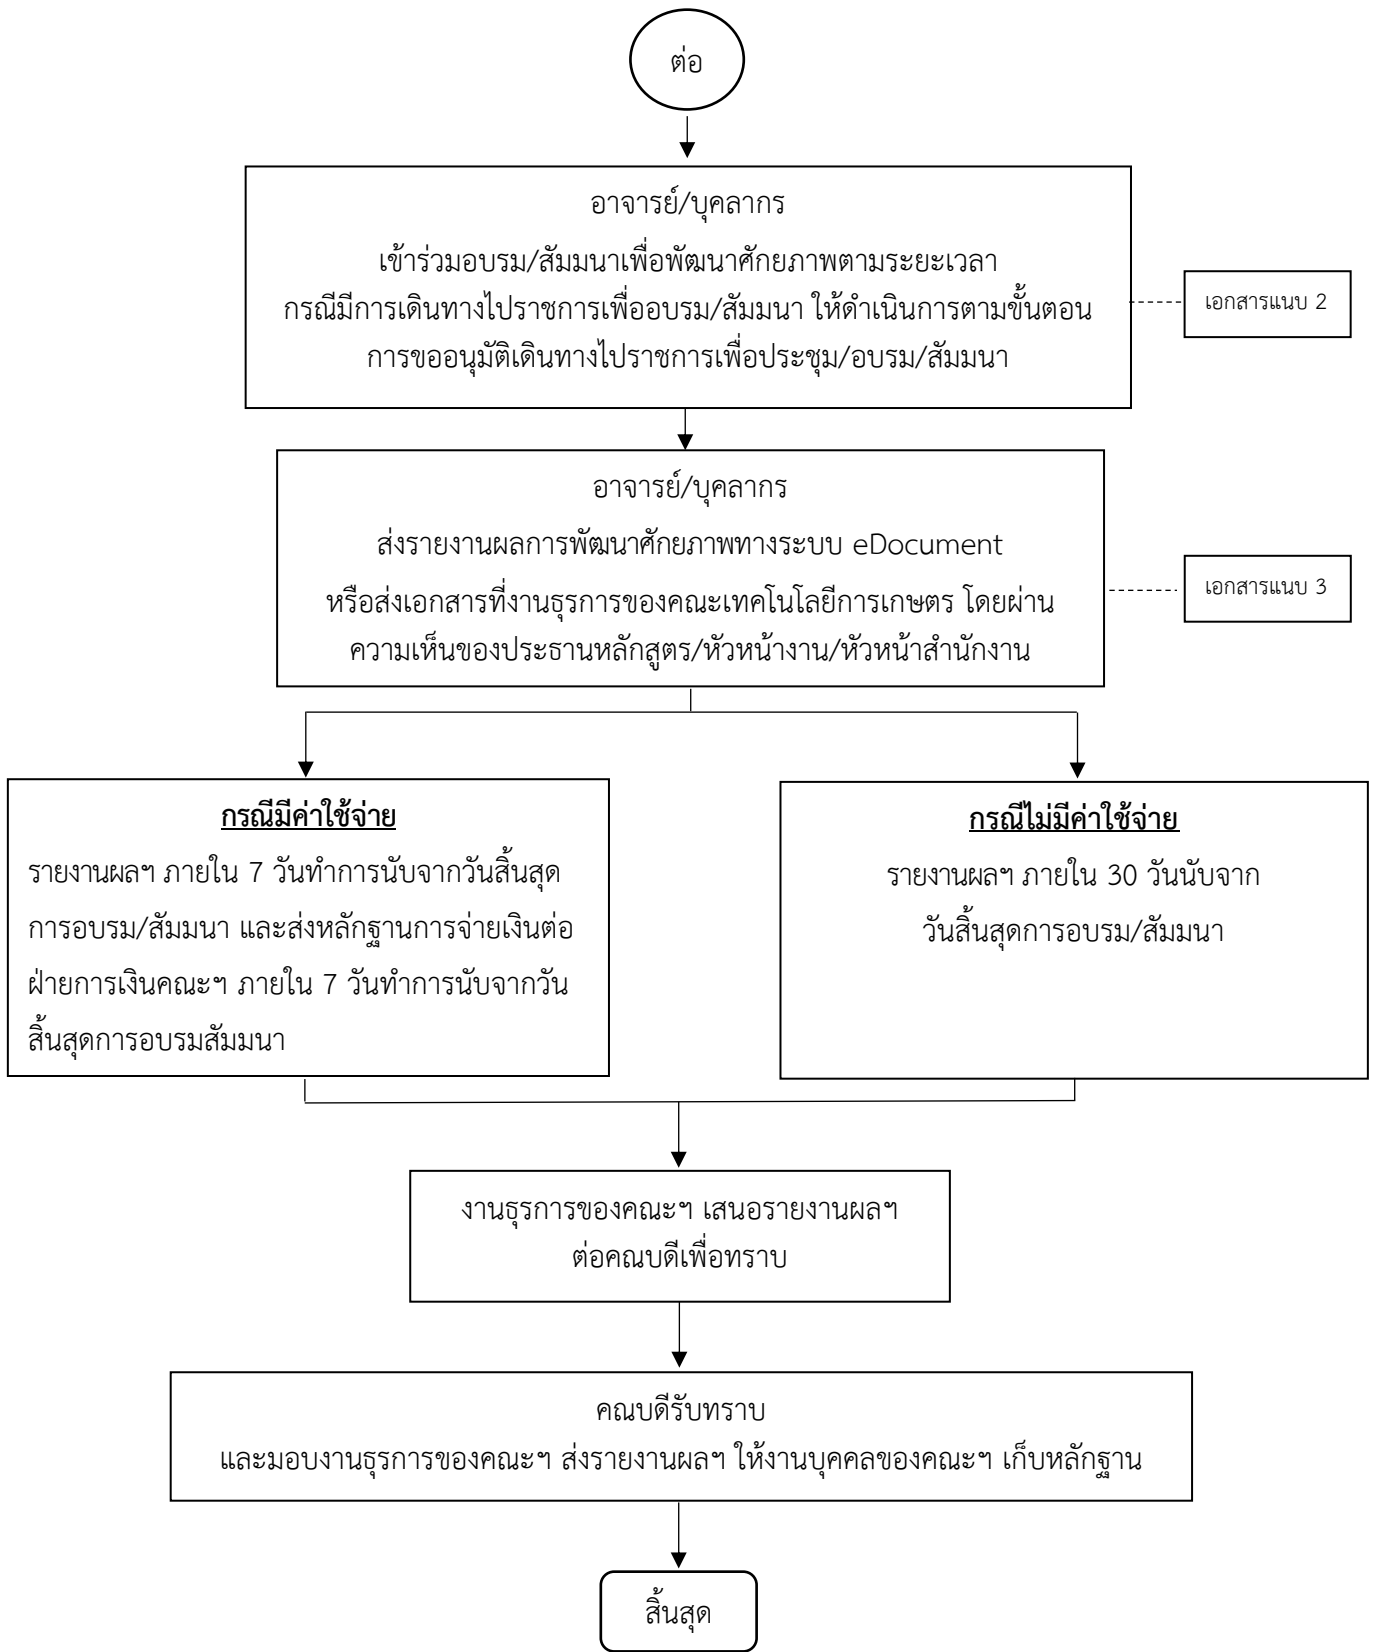 ต่อ
อาจารย์/บุคลากร
เข้าร่วมอบรม/สัมมนาเพื่อพัฒนาศักยภาพตามระยะเวลา
กรณีมีการเดินทางไปราชการเพื่ออบรม/สัมมนา ให้ดำเนินการตามขั้นตอน
การขออนุมัติเดินทางไปราชการเพื่อประชุม/อบรม/สัมมนา
เอกสารแนบ 2
อาจารย์/บุคลากร
ส่งรายงานผลการพัฒนาศักยภาพทางระบบ eDocument
หรือส่งเอกสารที่งานธุรการของคณะเทคโนโลยีการเกษตร โดยผ่าน
ความเห็นของประธานหลักสูตร/หัวหน้างาน/หัวหน้าสำนักงาน
เอกสารแนบ 3
กรณีมีค่าใช้จ่าย
รายงานผลฯ ภายใน 7 วันทำการนับจากวันสิ้นสุด
การอบรม/สัมมนา และส่งหลักฐานการจ่ายเงินต่อ
ฝ่ายการเงินคณะฯ ภายใน 7 วันทำการนับจากวัน
สิ้นสุดการอบรมสัมมนา
กรณีไม่มีค่าใช้จ่าย
รายงานผลฯ ภายใน 30 วันนับจาก
วันสิ้นสุดการอบรม/สัมมนา
งานธุรการของคณะฯ เสนอรายงานผลฯ
ต่อคณบดีเพื่อทราบ
คณบดีรับทราบ
และมอบงานธุรการของคณะฯ ส่งรายงานผลฯ ให้งานบุคคลของคณะฯ เก็บหลักฐาน
สิ้นสุด